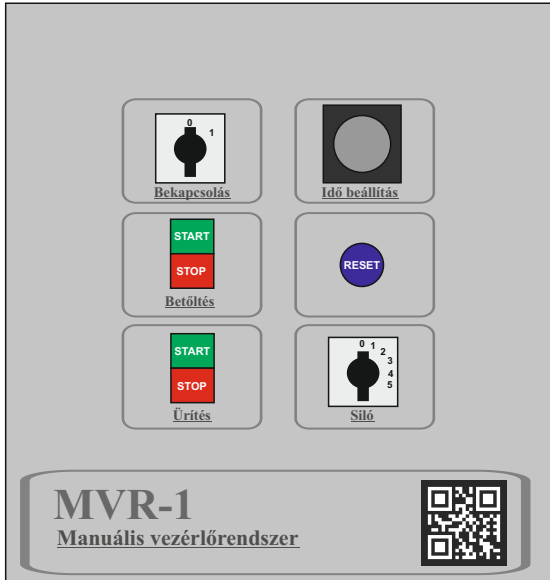 0 1
Bekapcsolás
Idő beállítás
START
STOP
Betőltés
RESET
START
STOP
Ürítés
0 1 2 3 4 5
Siló
MVR-1
Manuális vezérlőrendszer